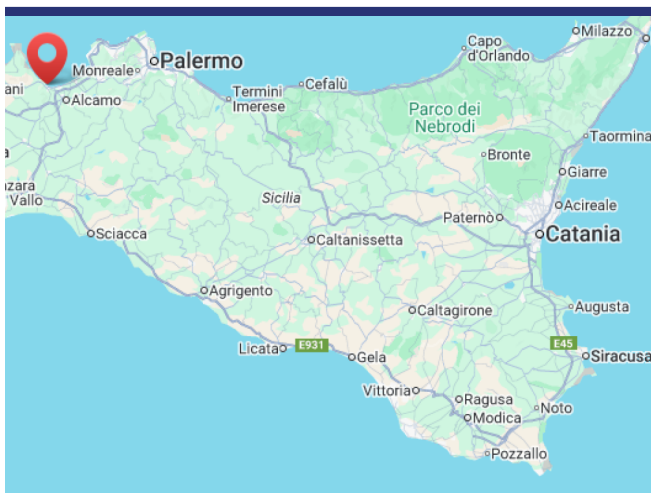 Milazzo
Capo
d'Orlando
Palermo
Monreale
Cefalù
ani
Alcamo
Termini
Imerese
Parco dei
Nebrodi
Taormina
Bronte
Giarre
a
nzara
Vallo
Sicilia
Acireale
Paternò
Sciacca
Caltanissetta
Catania
Agrigento
Caltagirone
Augusta
Licata
E931
Gela
E45
Siracusa
Vittoria
Ragusa
Modica
Noto
Pozzallo